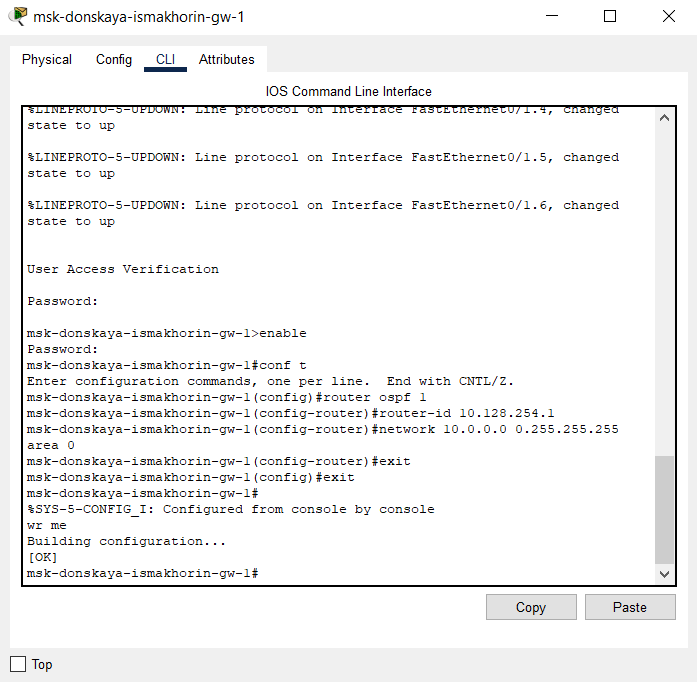 msk-donskaya-ismakhorin-gw-1
Physical Config CLI Attributes
IOS Command Line Interface
%LINEPROTO-5-UPDOWN: Line protocol on Interface FastEthernet0/1.4, changed
state to up
%LINEPROTO-5-UPDOWN: Line protocol on Interface FastEthernet0/1.5, changed
state to up
%LINEPROTO-5-UPDOWN: Line protocol on Interface FastEthernet0/1.6, changed
state to up
User Access Verification
Password:
msk-donskaya-ismakhorin-gw-1>enable
Password:
msk-donskaya-ismakhorin-gw-1#conf t
Enter configuration commands, one per line.  End with CNTL/Z.
msk-donskaya-ismakhorin-gw-1(config)#router ospf 1
msk-donskaya-ismakhorin-gw-1(config-router)#router-id 10.128.254.1
msk-donskaya-ismakhorin-gw-1(config-router)#network 10.0.0.0 0.255.255.255
area 0
msk-donskaya-ismakhorin-gw-1(config-router)#exit
msk-donskaya-ismakhorin-gw-1(config)#exit
msk-donskaya-ismakhorin-gw-1#
%SYS-5-CONFIG_I: Configured from console by console
wr me
Building configuration...
[OK]
msk-donskaya-ismakhorin-gw-1#
Copy Paste
Top